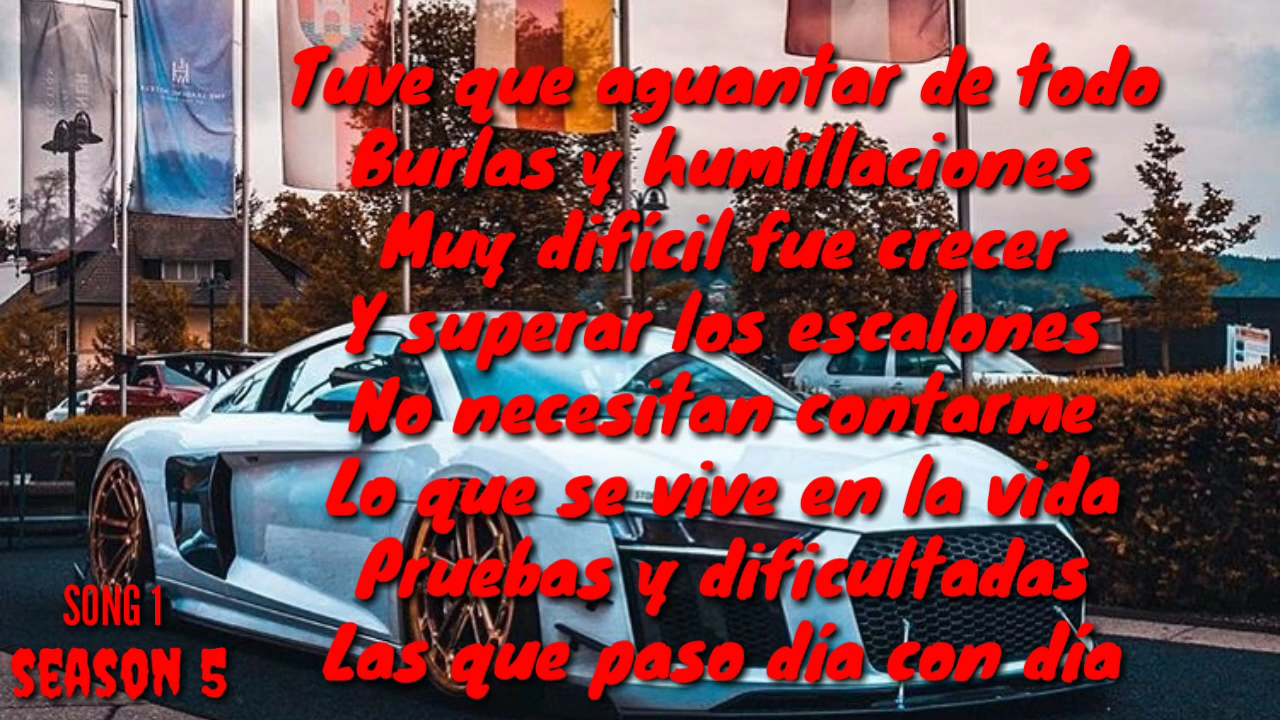 Tuve que aguantar de todo
Burlas y humillaciones
Muy difícil fue crecer
Y superar los escalones
No necesitan contarme
Lo que se vive en la vida
Pruebas y dificultadas
Las que paso día con día
SONG 1
SEASON 5